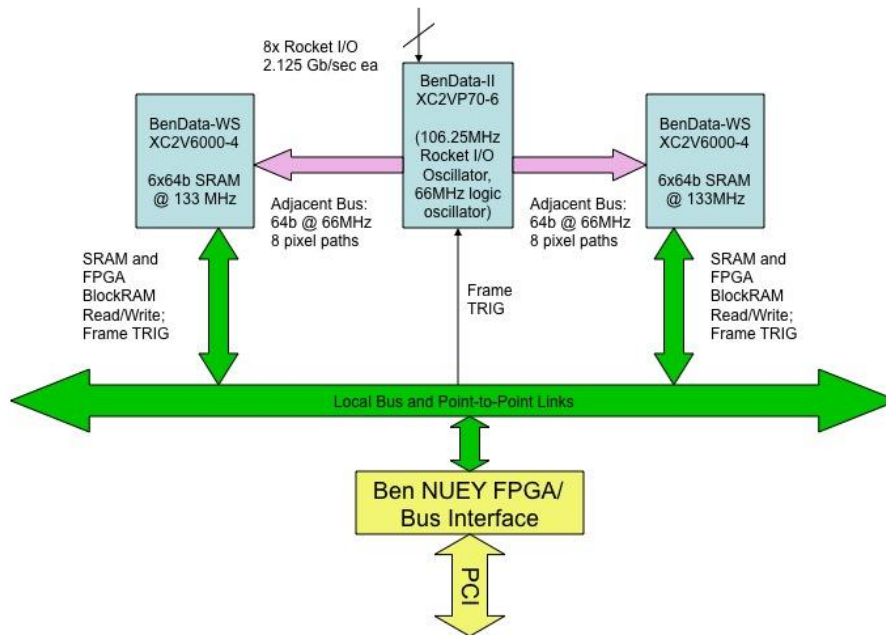 8x Rocket I/O
2.125 Gb/sec ea
BenData-II
XC2VP70-6
(106.25MHz
Rocket I/O
Oscillator,
66MHz logic
oscillator)
BenData-WS
XC2V6000-4
6x64b SRAM
@ 133 MHz
BenData-WS
XC2V6000-4
6x64b SRAM
@ 133MHz
Adjacent Bus:
64b @ 66MHz
8 pixel paths
Adjacent Bus:
64b @ 66MHz
8 pixel paths
SRAM and
FPGA
BlockRAM
Read/Write;
Frame TRIG
Frame
TRIG
SRAM and
FPGA
BlockRAM
Read/Write;
Frame TRIG
Local Bus and Point-to-Point Links
Ben NUEY FPGA/
Bus Interface
PCI